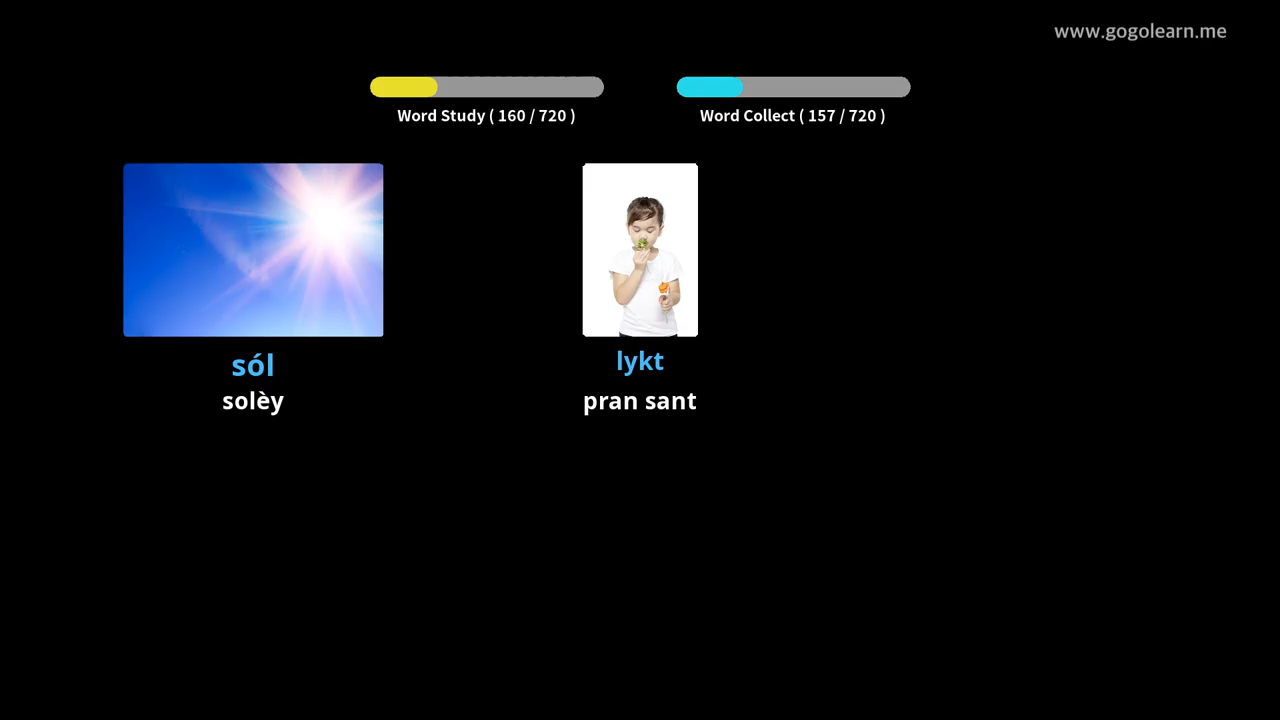 www.gogolearn.me
Word Study ( 160 / 720 )
Word Collect ( 157 / 720 )
sól
solèy
lykt
pran sant